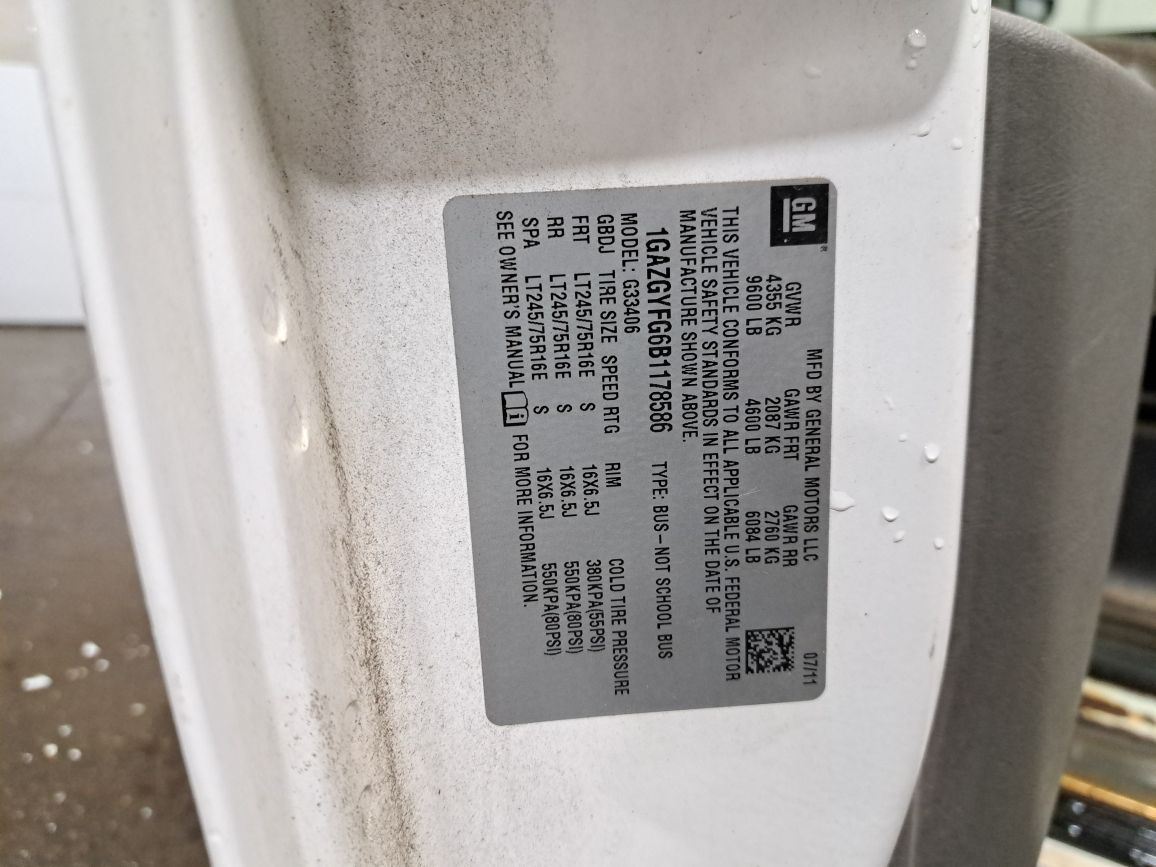 GM
MFD BY GENERAL MOTORS LLC 07/11
GVWR GAWR FRT GAWR RR
4355 KG 2087 KG 2760 KG
9600 LB 4600 LB 6084 LB
THIS VEHICLE CONFORMS TO ALL APPLICABLE U.S. FEDERAL MOTOR
VEHICLE SAFETY STANDARDS IN EFFECT ON THE DATE OF
MANUFACTURE SHOWN ABOVE.
1GAZGYFG6B1178586 TYPE: BUS-NOT SCHOOL BUS
MODEL: G33406
GBDJ TIRE SIZE SPEED RTG RIM COLD TIRE PRESSURE
FRT LT245/75R16E S 16X6.5J 380KPA(55PSI)
RR LT245/75R16E S 16X6.5J 550KPA(80PSI)
SPA LT245/75R16E S 16X6.5J 550KPA(80PSI)
SEE OWNER'S MANUAL i FOR MORE INFORMATION.